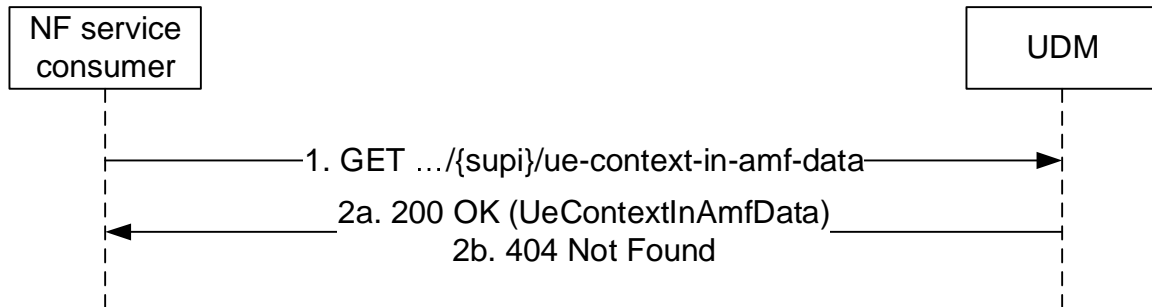 NF service
consumer
UDM
1. GET …/{supi}/ue-context-in-amf-data
2a. 200 OK (UeContextInAmfData)
2b. 404 Not Found